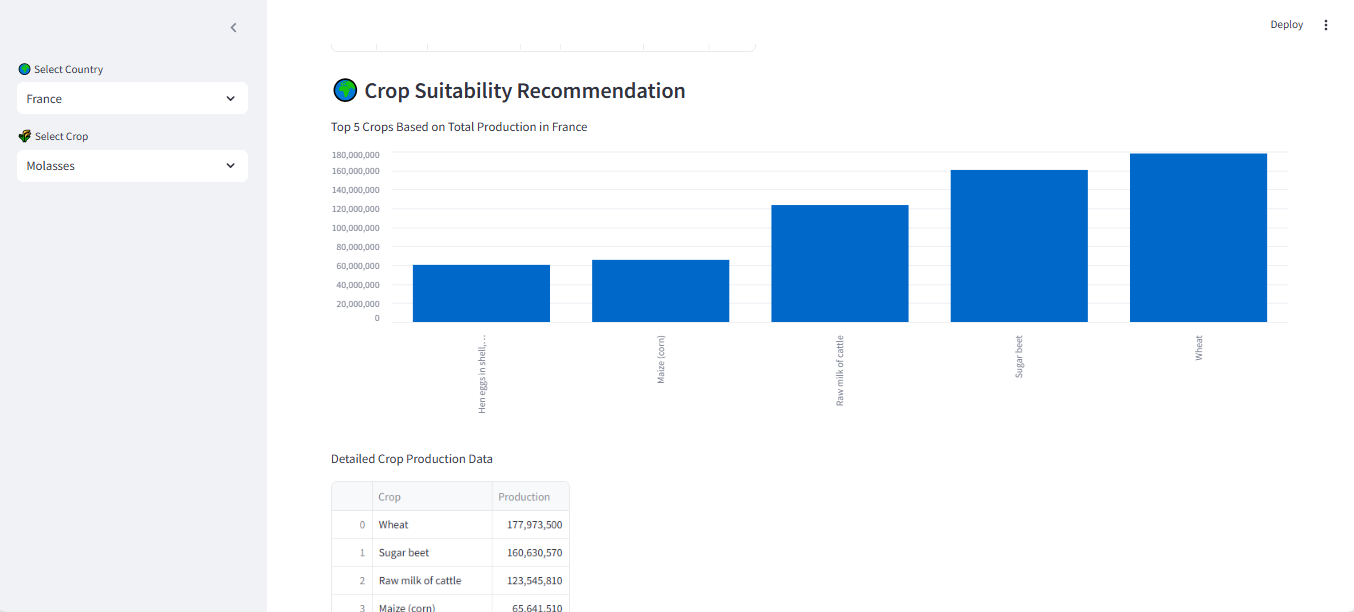 Deploy
Select Country
France
Select Crop
Molasses
Crop Suitability Recommendation
Top 5 Crops Based on Total Production in France
180,000,000
160,000,000
140,000,000
120,000,000
100,000,000
80,000,000
60,000,000
40,000,000
20,000,000
0
Hen eggs in shell,…
Maize (corn)
Raw milk of cattle
Sugar beet
Wheat
Detailed Crop Production Data
Crop Production
0 Wheat 177,973,500
1 Sugar beet 160,630,570
2 Raw milk of cattle 123,545,810
3 Maize (corn) 65,641,510